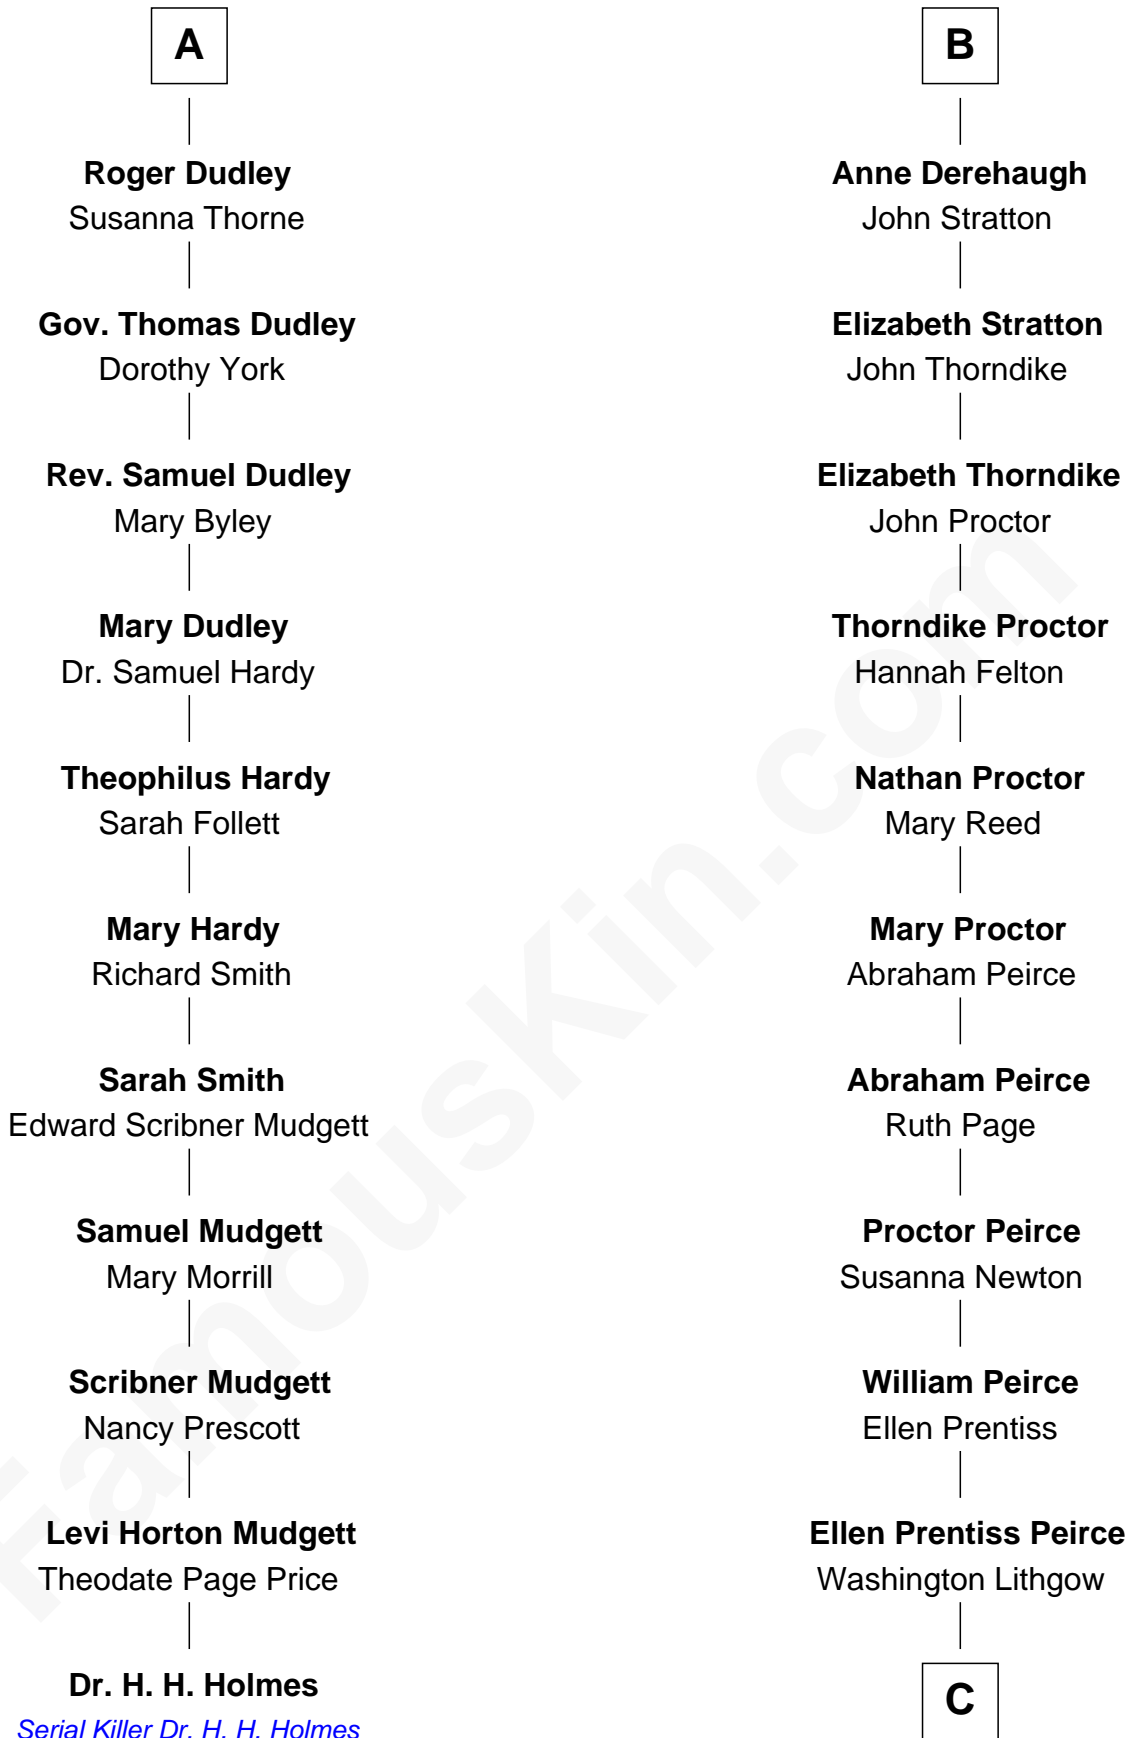 A
Roger Dudley
Susanna Thorne
Gov. Thomas Dudley
Dorothy York
Rev. Samuel Dudley
Mary Byley
Mary Dudley
Dr. Samuel Hardy
Theophilus Hardy
Sarah Follett
Mary Hardy
Richard Smith
Sarah Smith
Edward Scribner Mudgett
Samuel Mudgett
Mary Morrill
Scribner Mudgett
Nancy Prescott
Levi Horton Mudgett
Theodate Page Price
Dr. H. H. Holmes
Serial Killer Dr. H. H. Holmes
B
Anne Derehaugh
John Stratton
Elizabeth Stratton
John Thorndike
Elizabeth Thorndike
John Proctor
Thorndike Proctor
Hannah Felton
Nathan Proctor
Mary Reed
Mary Proctor
Abraham Peirce
Abraham Peirce
Ruth Page
Proctor Peirce
Susanna Newton
William Peirce
Ellen Prentiss
Ellen Prentiss Peirce
Washington Lithgow
C
FamousKin.com